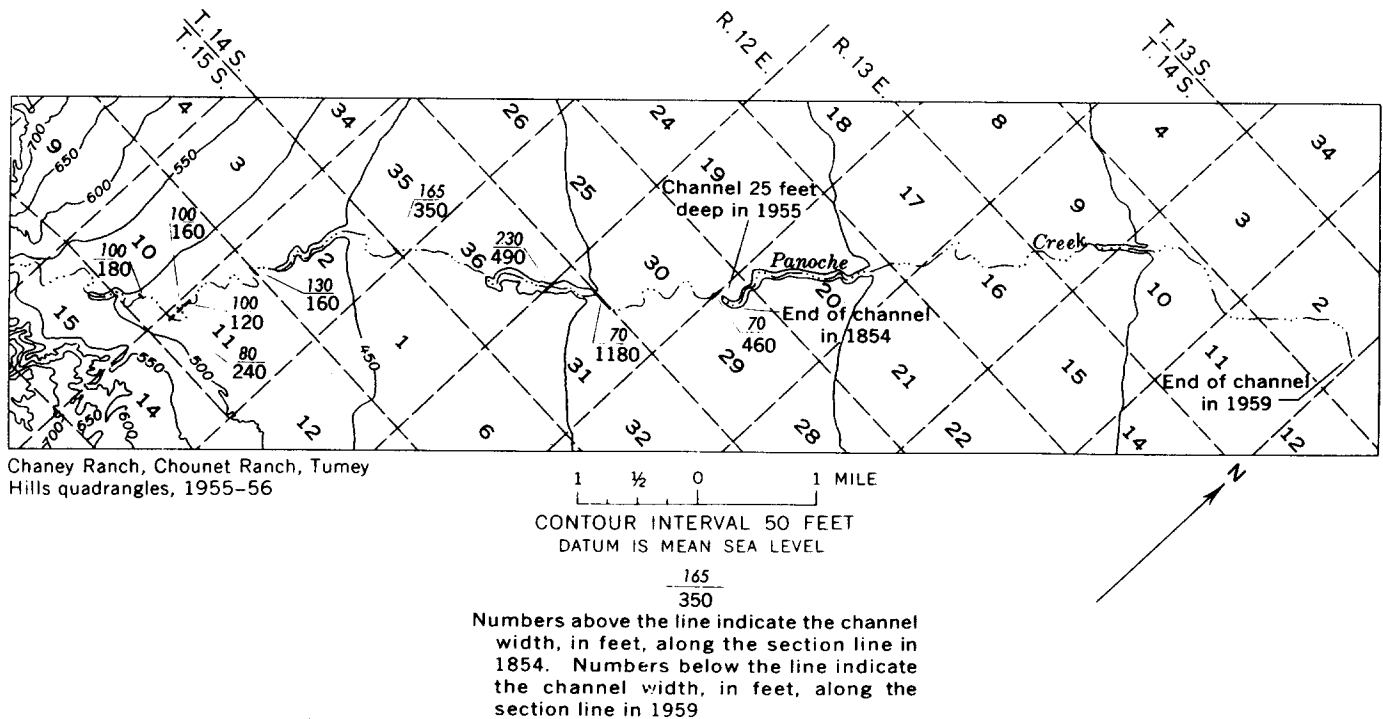 T. 14 S.
T. 15 S.
R. 12 E.
R. 13 E.
T. 13 S.
T. 14 S.
9
700
650
600
4
550
3
34
35
165
350
26
25
24
19
18
17
8
9
4
3
34
Channel 25 feet
deep in 1955
10
100
160
100
180
100
120
130
160
2
36
230
490
30
Panoche
20
Creek
16
10
2
15
11
80
240
1
450
70
1180
End of channel
in 1854
70
460
29
21
15
11
End of channel
in 1959
550
500
14
700
650
600
12
6
31
32
28
22
14
12
Chaney Ranch, Chounet Ranch, Tumey
Hills quadrangles, 1955-56
1 ½ 0 1 MILE
N
CONTOUR INTERVAL 50 FEET
DATUM IS MEAN SEA LEVEL
165
350
Numbers above the line indicate the channel
width, in feet, along the section line in
1854. Numbers below the line indicate
the channel width, in feet, along the
section line in 1959